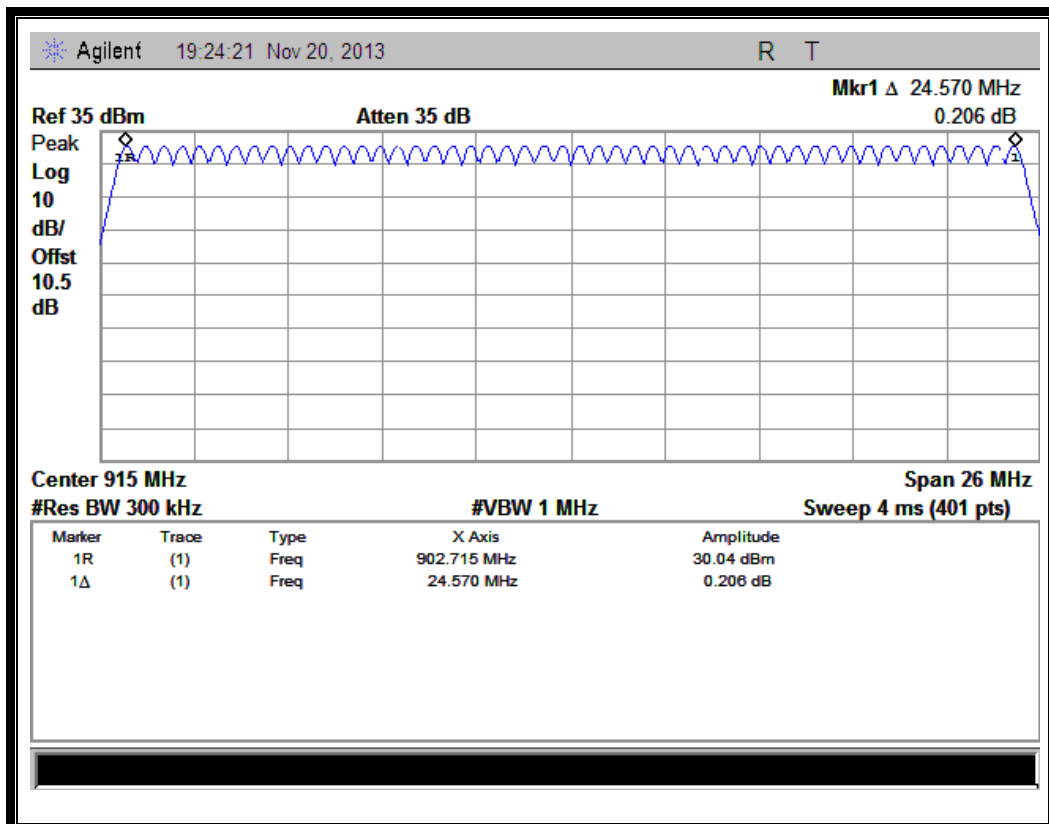 Agilent 19:24:21 Nov 20, 2013 R T
Mkr1 Δ 24.570 MHz
Ref 35 dBm Atten 35 dB 0.206 dB
Peak
Log
10
dB/
Offst
10.5
dB
1R
1
Center 915 MHz Span 26 MHz
#Res BW 300 kHz #VBW 1 MHz Sweep 4 ms (401 pts)
Marker Trace Type X Axis Amplitude
1R (1) Freq 902.715 MHz 30.04 dBm
1Δ (1) Freq 24.570 MHz 0.206 dB